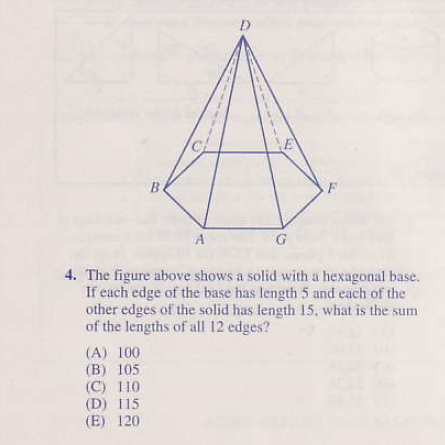 D
C
E
B
F
A
G
4. The figure above shows a solid with a hexagonal base.
If each edge of the base has length 5 and each of the
other edges of the solid has length 15, what is the sum
of the lengths of all 12 edges?
(A) 100
(B) 105
(C) 110
(D) 115
(E) 120